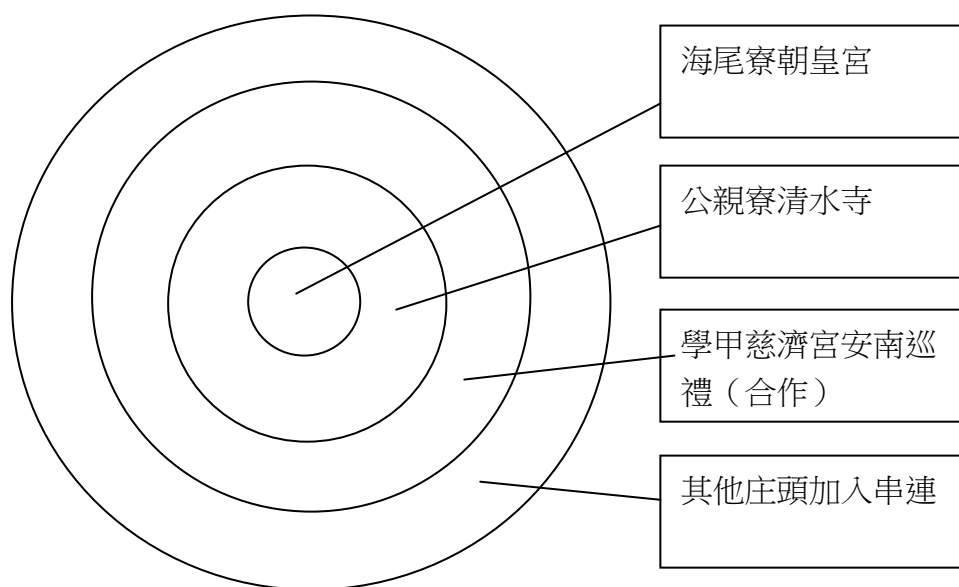 海尾寮朝皇宮
公親寮清水寺
學甲慈濟宮安南巡
禮（合作）
其他庄頭加入串連